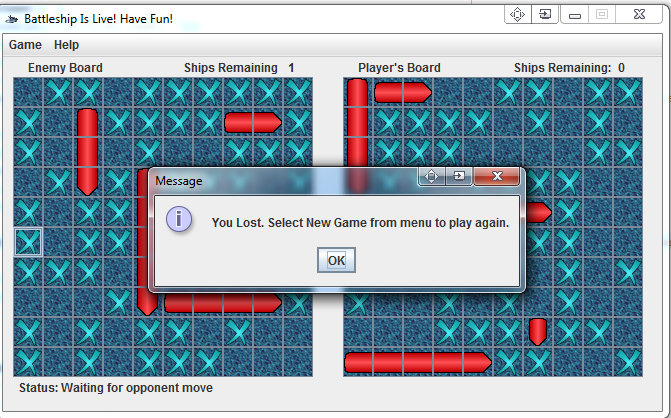 Battleship Is Live! Have Fun!
Game Help
Enemy Board Ships Remaining 1 Player's Board Ships Remaining: 0
Message
You Lost. Select New Game from menu to play again.
OK
Status: Waiting for opponent move